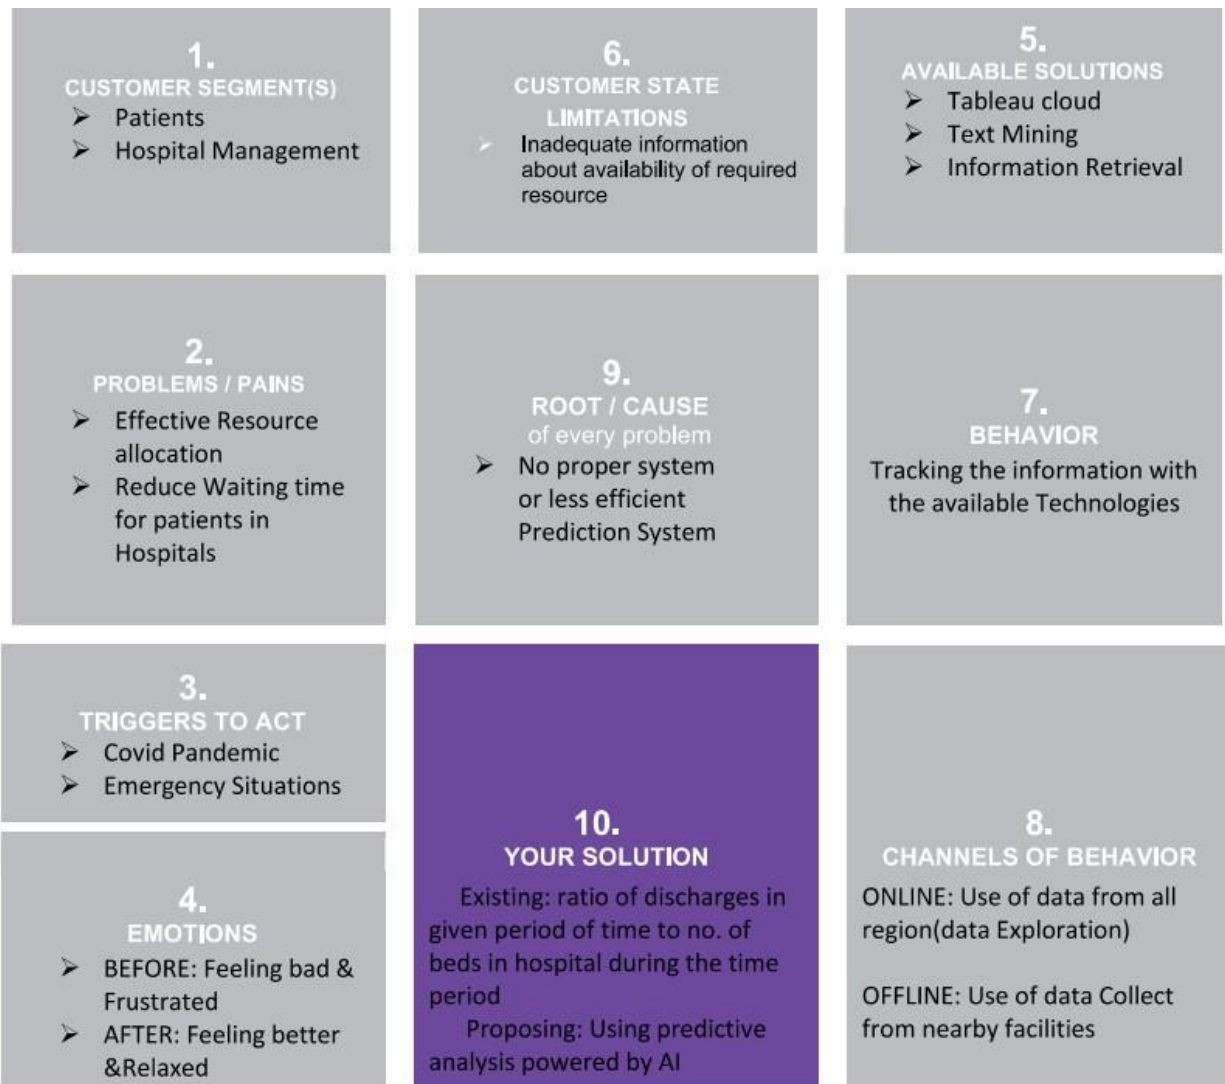 1.
CUSTOMER SEGMENT(S)
➢ Patients
➢ Hospital Management
6.
CUSTOMER STATE
LIMITATIONS
➢ Inadequate information
about availability of required
resource
5.
AVAILABLE SOLUTIONS
➢ Tableau cloud
➢ Text Mining
➢ Information Retrieval
2.
PROBLEMS / PAINS
➢ Effective Resource
allocation
➢ Reduce Waiting time
for patients in
Hospitals
9.
ROOT / CAUSE
of every problem
➢ No proper system
or less efficient
Prediction System
7.
BEHAVIOR
Tracking the information with
the available Technologies
3.
TRIGGERS TO ACT
➢ Covid Pandemic
➢ Emergency Situations
4.
EMOTIONS
➢ BEFORE: Feeling bad &
Frustrated
➢ AFTER: Feeling better
&Relaxed
10.
YOUR SOLUTION
Existing: ratio of discharges in
given period of time to no. of
beds in hospital during the time
period
Proposing: Using predictive
analysis powered by AI
8.
CHANNELS OF BEHAVIOR
ONLINE: Use of data from all
region(data Exploration)
OFFLINE: Use of data Collect
from nearby facilities